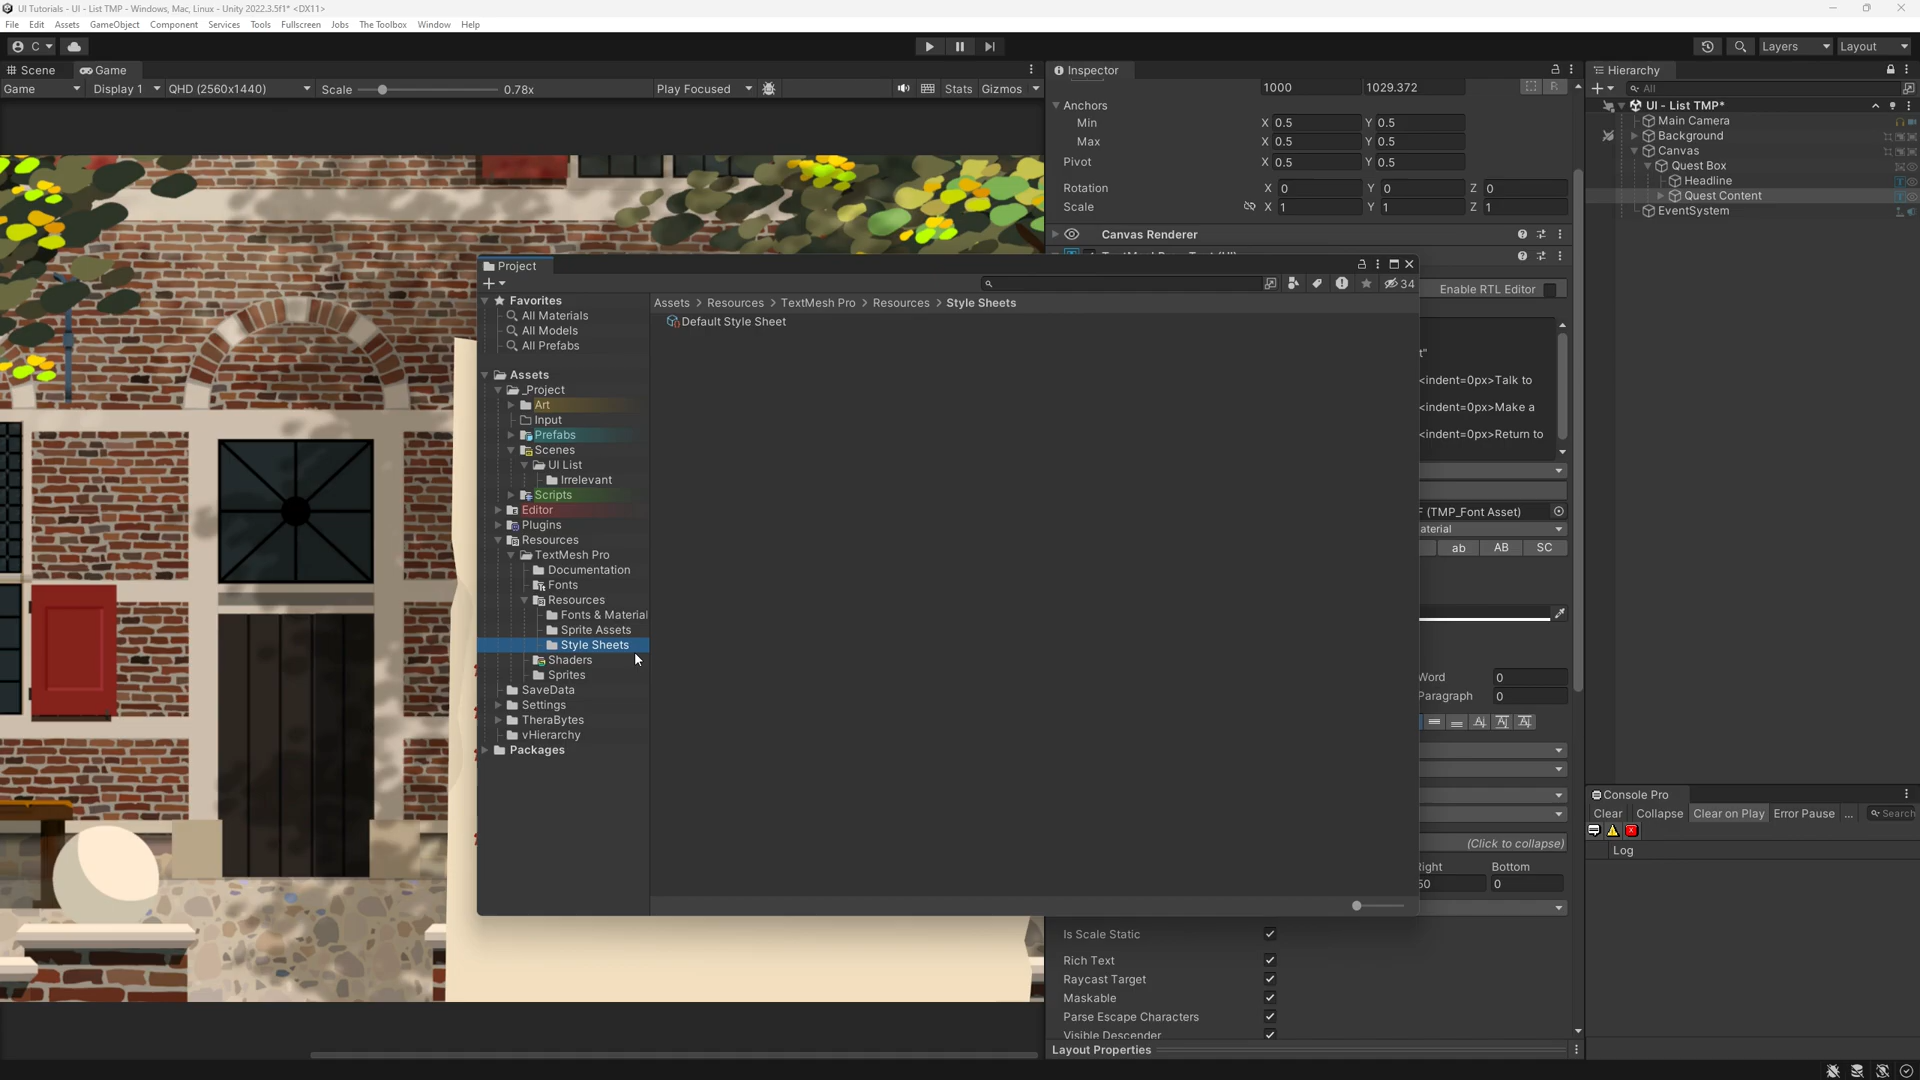 UI Tutorials - UI - List TMP - Windows, Mac, Linux - Unity 2022.3.5f1* <DX11>
File Edit Assets GameObject Component Services Tools Fullscreen Jobs The Toolbox Window Help
C
Layers
Layout
Scene
Game
Inspector
Hierarchy
Game
Display 1
QHD (2560x1440)
Scale
0.78x
Play Focused
Stats
Gizmos
1000
1029.372
R
All
Anchors
Min
X 0.5
Y 0.5
Max
X 0.5
Y 0.5
Pivot
X 0.5
Y 0.5
Rotation
X 0
Y 0
Z 0
Scale
X 1
Y 1
Z 1
Canvas Renderer
UI - List TMP*
Main Camera
Background
Canvas
Quest Box
Headline
Quest Content
EventSystem
Project
34
Favorites
All Materials
All Models
All Prefabs
Assets
_Project
Art
Input
Prefabs
Scenes
UI List
Irrelevant
Scripts
Editor
Plugins
Resources
TextMesh Pro
Documentation
Fonts
Resources
Fonts & Material
Sprite Assets
Style Sheets
Shaders
Sprites
SaveData
Settings
TheraBytes
vHierarchy
Packages
Assets > Resources > TextMesh Pro > Resources > Style Sheets
Default Style Sheet
Enable RTL Editor
t"
<indent=0px>Talk to
<indent=0px>Make a
<indent=0px>Return to
F (TMP_Font Asset)
aterial
ab
AB
SC
Word
0
Paragraph
0
(Click to collapse)
Right
Bottom
50
0
Is Scale Static
Rich Text
Raycast Target
Maskable
Parse Escape Characters
Visible Descender
Layout Properties
Console Pro
Clear
Collapse
Clear on Play
Error Pause
...
Search
Log